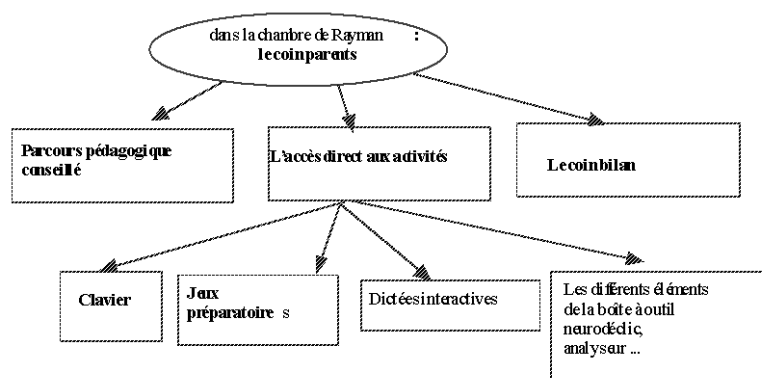 dans la chambre de Rayman :
le coin parents
Parcours pédagogique
conseillé
L'accès direct aux activités
Le coin bilan
Clavier
Jeux
préparatoire s
Dictées interactives
Les différents éléments
de la boîte à outil
neurodéclic,
analyseur ...